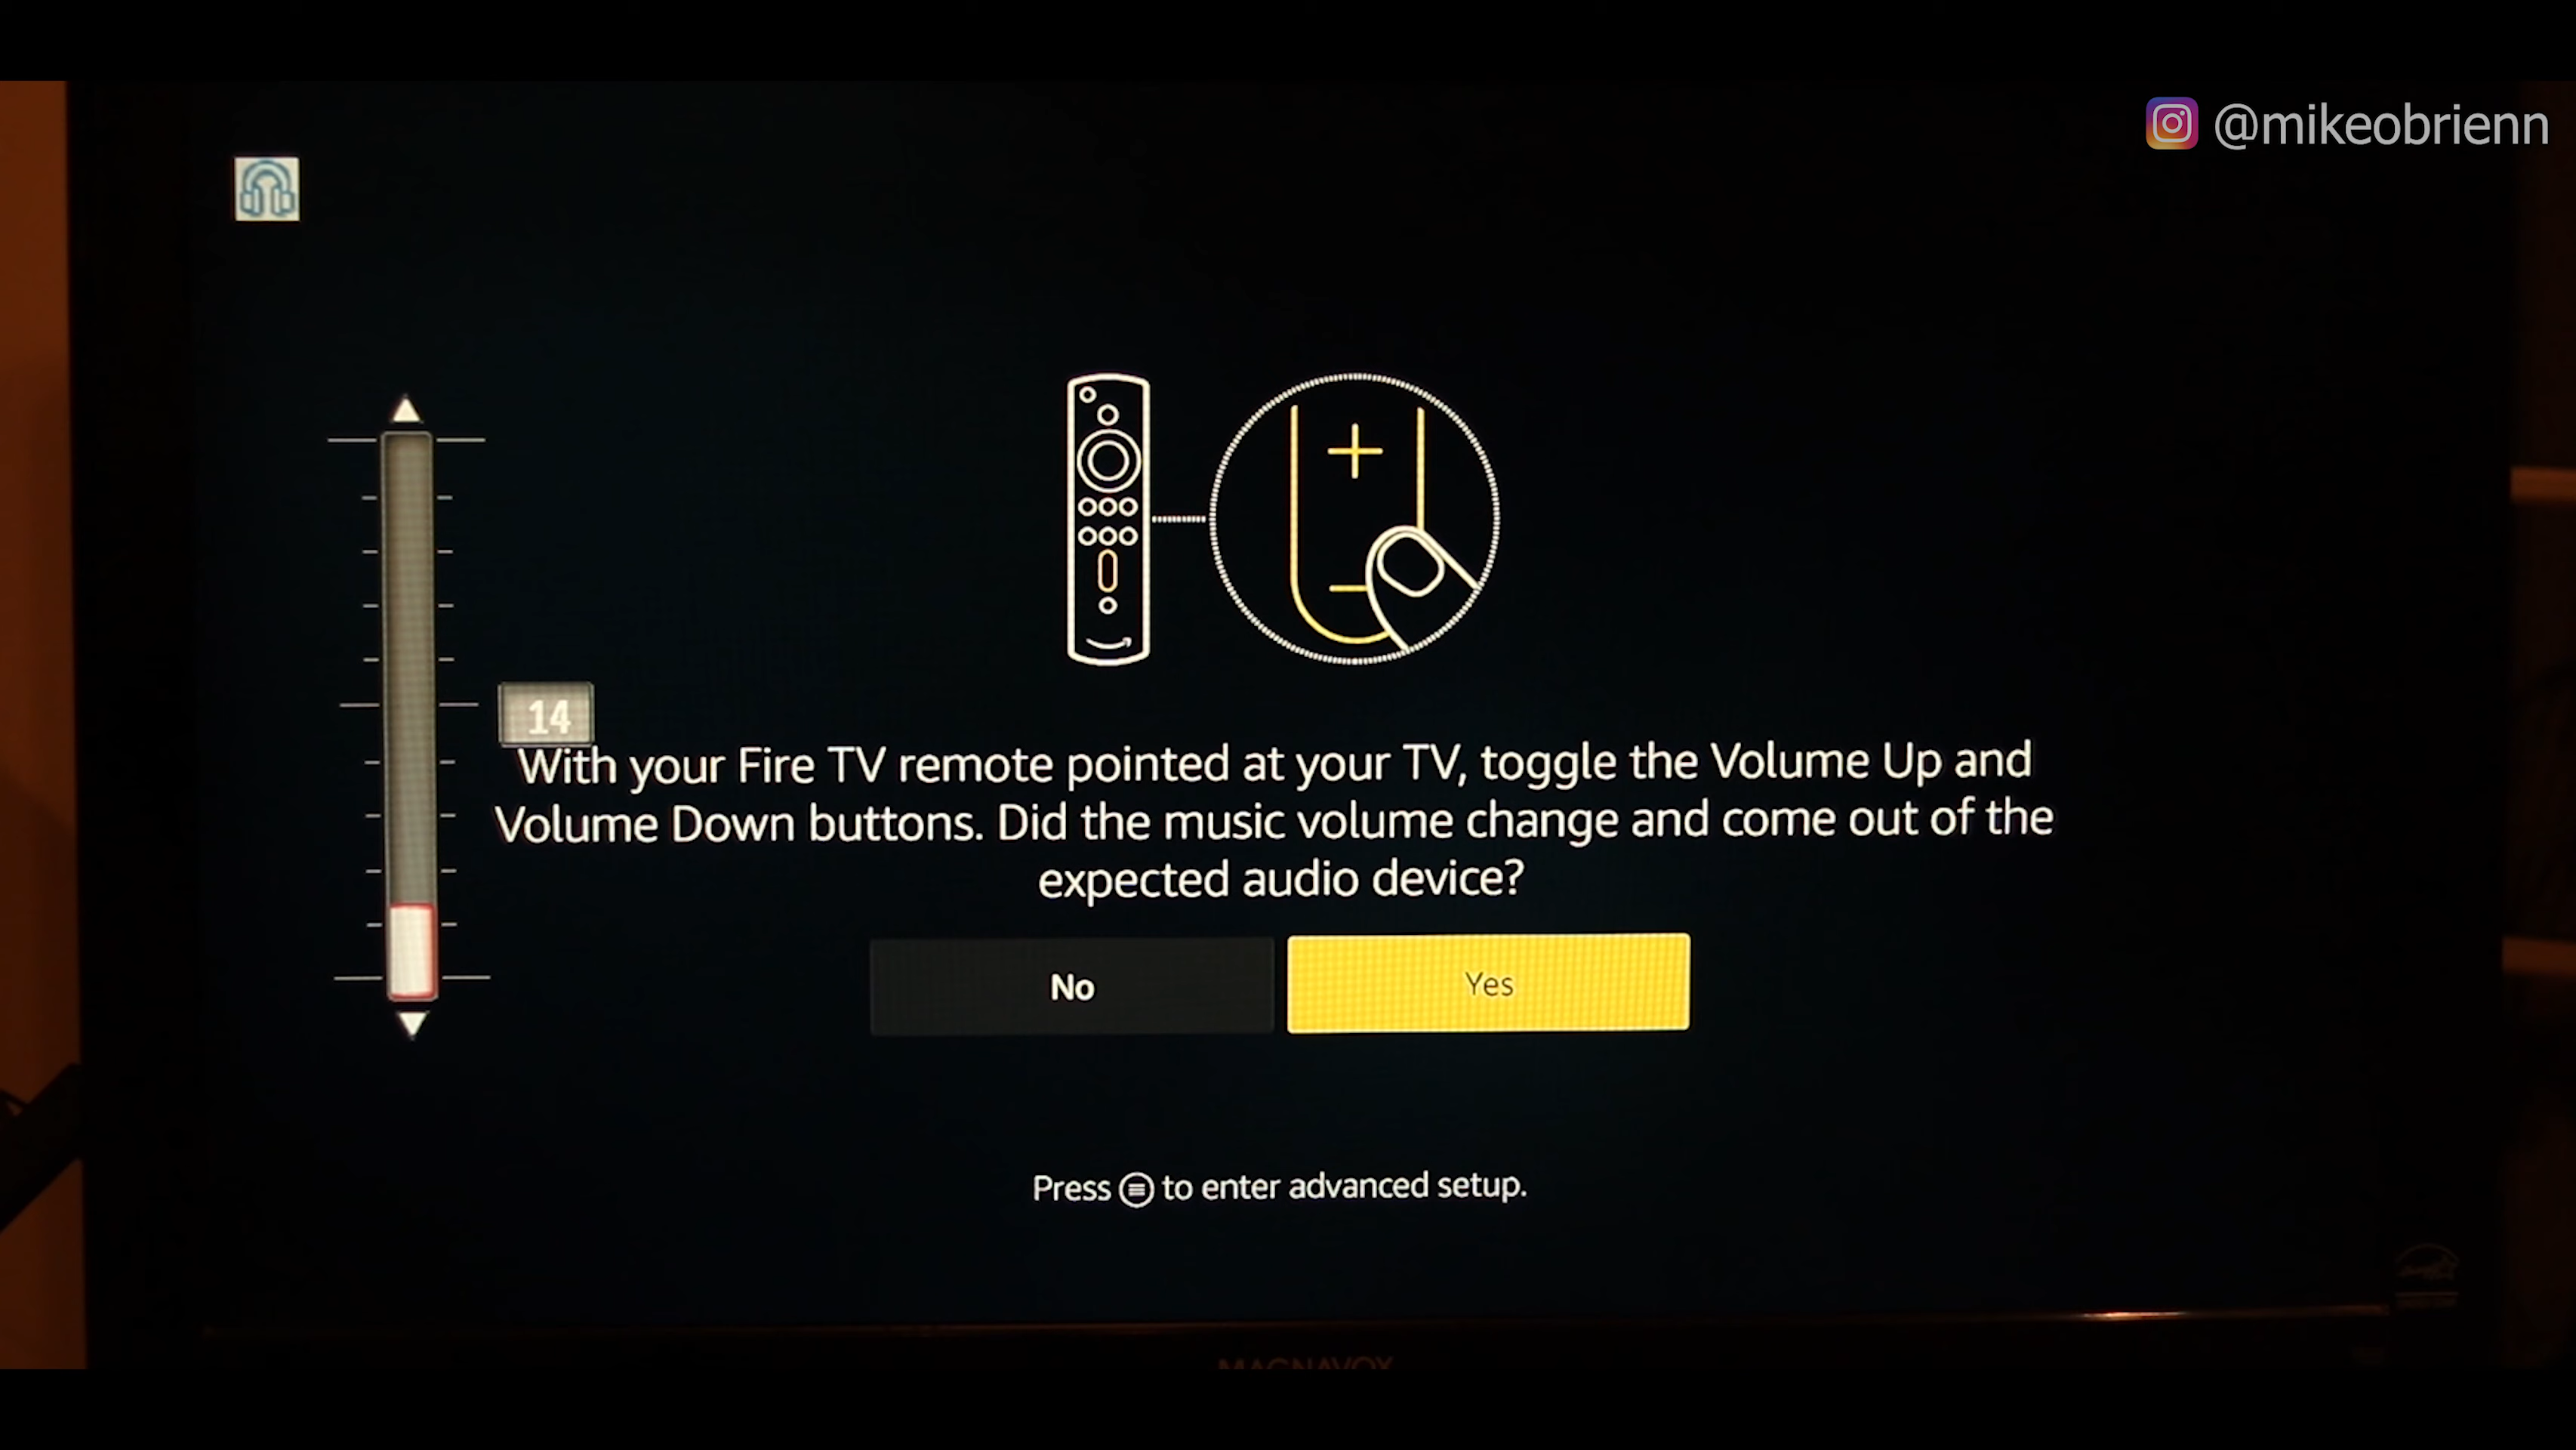 @mikeobrienn
14
With your Fire TV remote pointed at your TV, toggle the Volume Up and
Volume Down buttons. Did the music volume change and come out of the
expected audio device?
No
Yes
Press to enter advanced setup.
MAGNAVOX